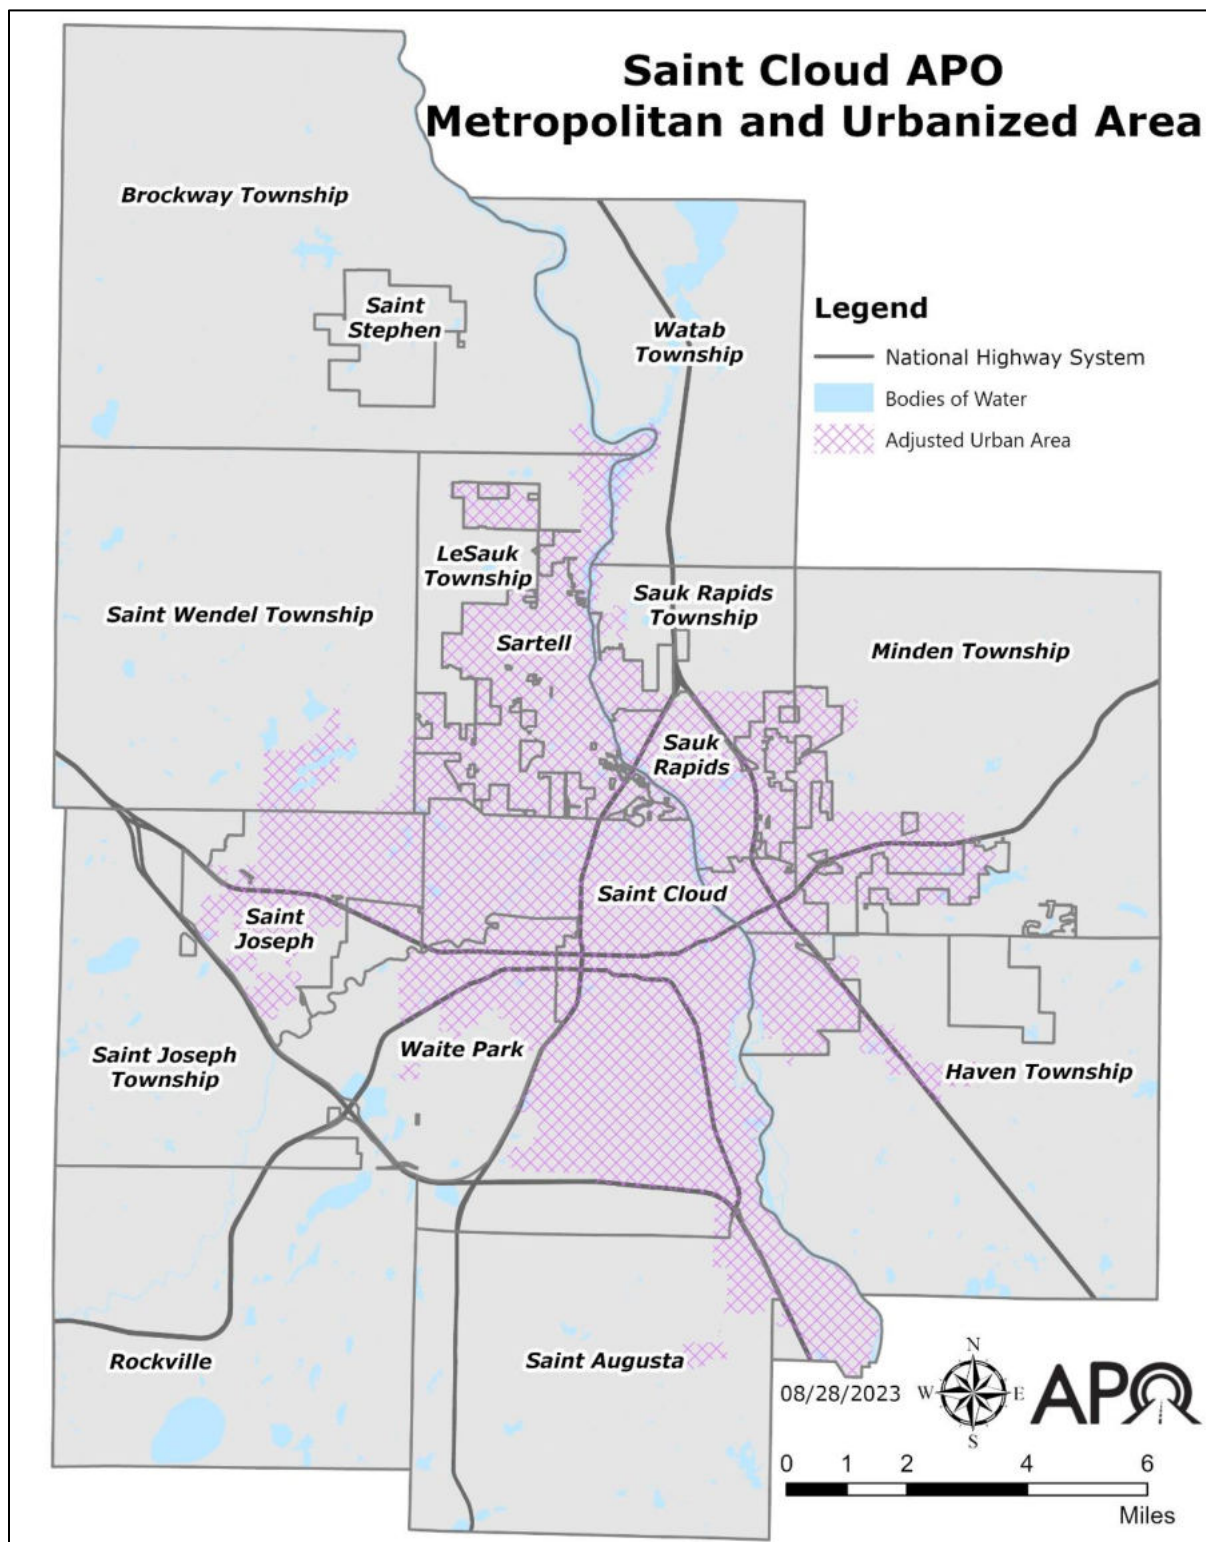 Saint Cloud APO
Metropolitan and Urbanized Area
Brockway Township
Saint
Stephen
Watab
Township
Legend
National Highway System
Bodies of Water
Adjusted Urban Area
LeSauk
Township
Saint Wendel Township
Sartell
Sauk Rapids
Township
Minden Township
Sauk
Rapids
Saint Cloud
Saint
Joseph
Saint Joseph
Township
Waite Park
Haven Township
Rockville
Saint Augusta
08/28/2023
N
W
E
S
APO
0 1 2 4 6
Miles